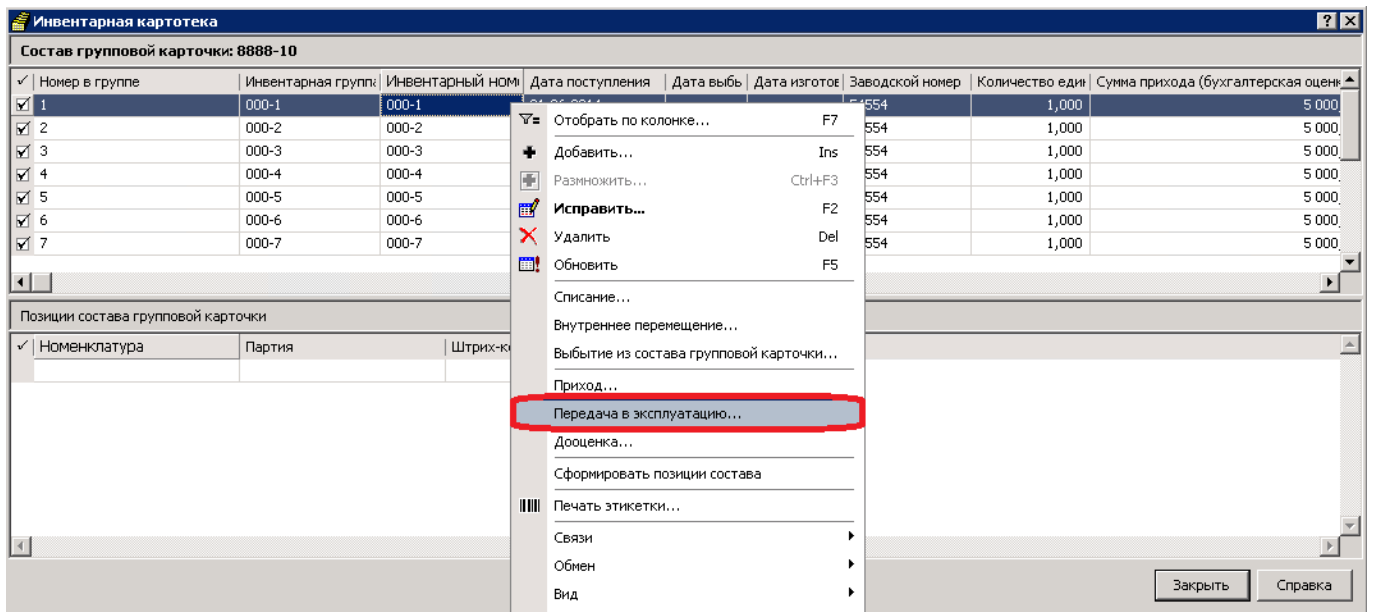 Инвентарная картотека
Состав групповой карточки: 8888-10
Номер в группе Инвентарная группа Инвентарный номе Дата поступления Дата выбь Дата изготов Заводской номер Количество един Сумма прихода (бухгалтерская оценк
1 000-1 000-1 1,000 5 000,
2 000-2 000-2 554 1,000 5 000,
3 000-3 000-3 554 1,000 5 000,
4 000-4 000-4 554 1,000 5 000,
5 000-5 000-5 554 1,000 5 000,
6 000-6 000-6 554 1,000 5 000,
7 000-7 000-7 554 1,000 5 000,
Отобрать по колонке... F7
Добавить... Ins
Размножить... Ctrl+F3
Исправить... F2
Удалить Del
Обновить F5
Списание...
Внутреннее перемещение...
Выбытие из состава групповой карточки...
Приход...
Передача в эксплуатацию...
Дооценка...
Сформировать позиции состава
Печать этикетки...
Связи
Обмен
Вид
Позиции состава групповой карточки
Номенклатура Партия Штрих-к
Закрыть Справка